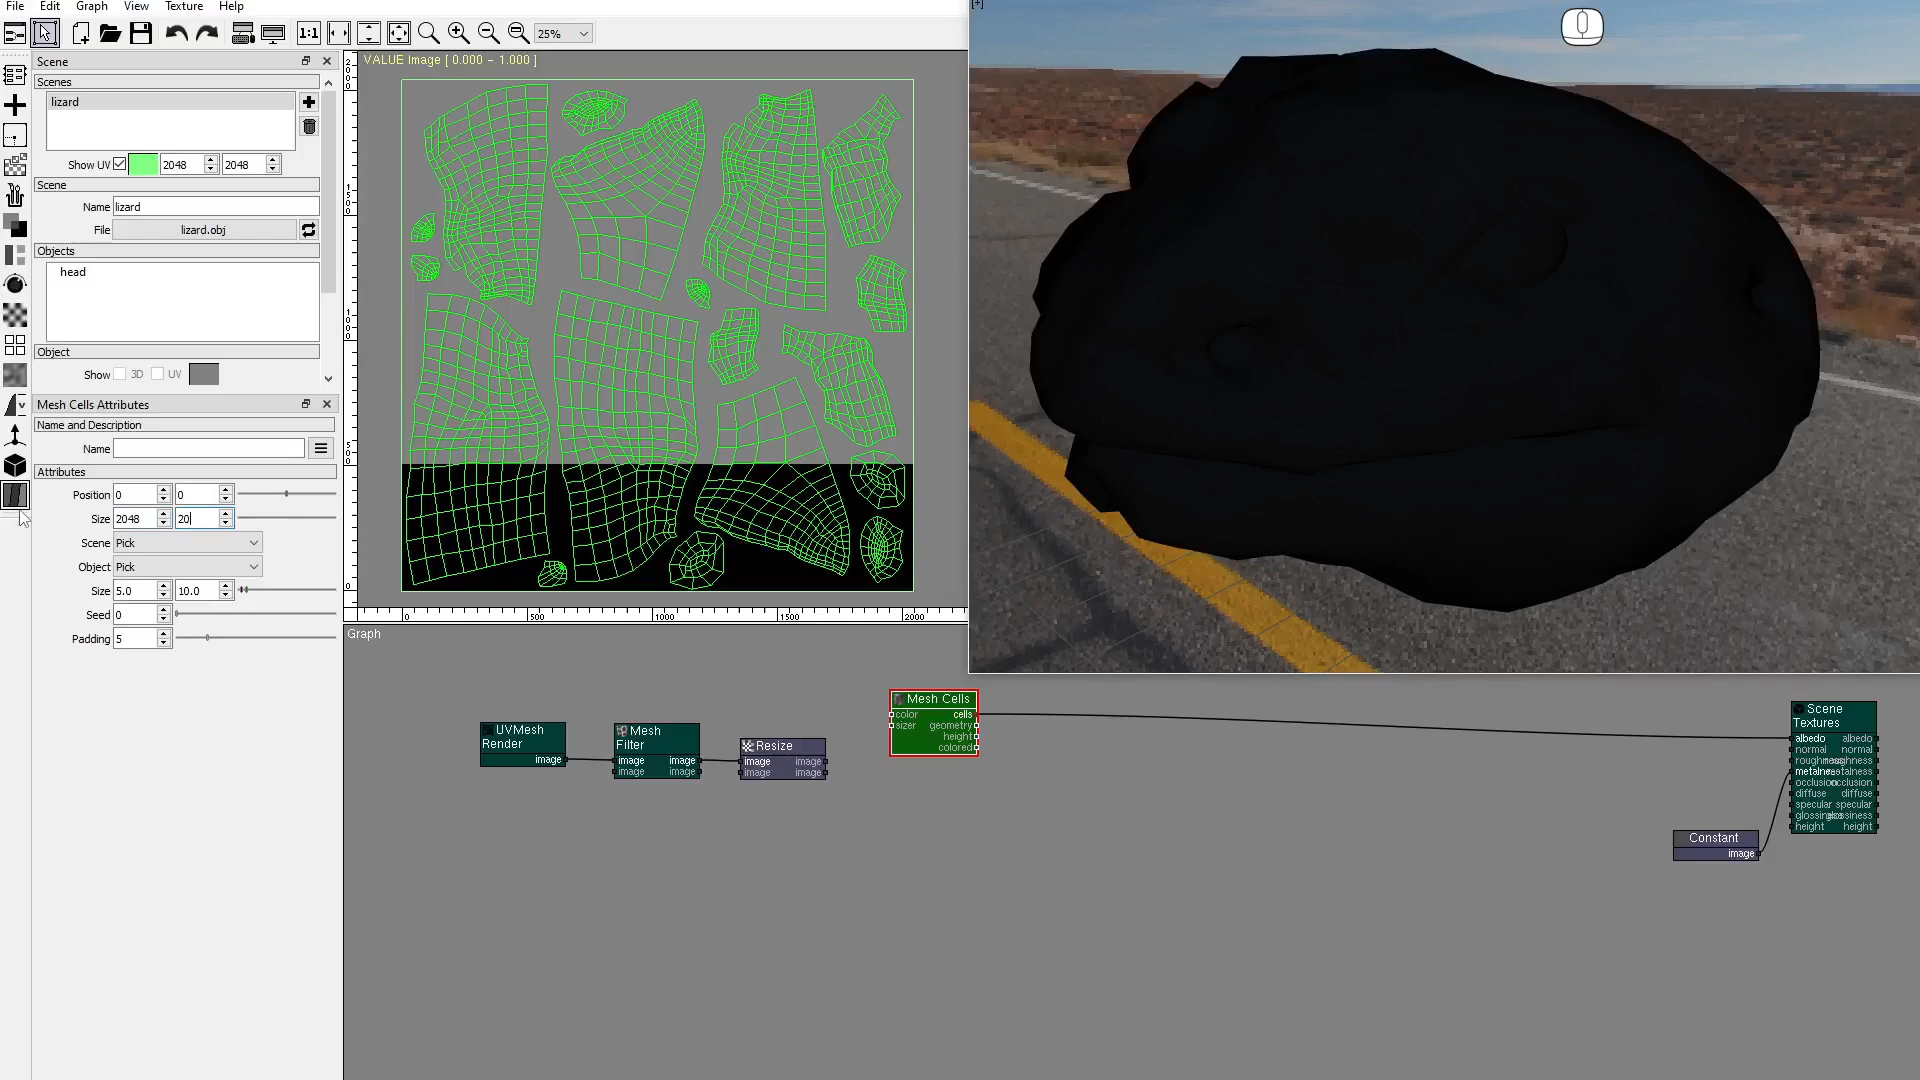 File Edit Graph View Texture Help
[+]
1:1
25%
Scene
Scenes
lizard
Show UV 2048 2048
Scene
Name lizard
File lizard.obj
Objects
head
Object
Show 3D UV
Mesh Cells Attributes
Name and Description
Name
Attributes
Position 0 0
Size 2048 20
Scene Pick
Object Pick
Size 5.0 10.0
Seed 0
Padding 5
VALUE Image [ 0.000 - 1.000 ]
0 500 1000 1500 2000
Graph
UVMesh
Render
image
Mesh
Filter
image image
image image
Resize
image image
image image
Mesh Cells
color cells
sizer geometry
height
colored
Scene
Textures
albedo albedo
normal normal
roughness
metalne... metalness
occlusion occlusion
diffuse diffuse
specular specular
glossiness
height height
Constant
image